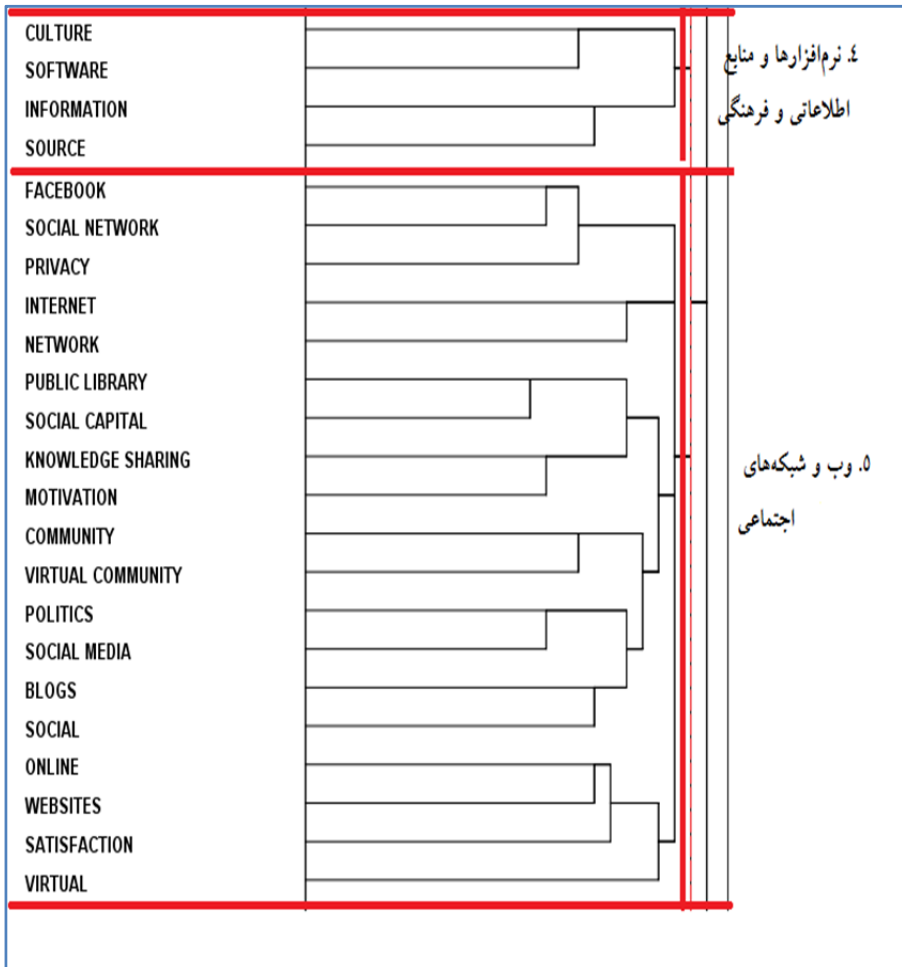 CULTURE
SOFTWARE
INFORMATION
SOURCE
٤. نرم‌افزارها و منابع
اطلاعاتی و فرهنگی
FACEBOOK
SOCIAL NETWORK
PRIVACY
INTERNET
NETWORK
PUBLIC LIBRARY
SOCIAL CAPITAL
KNOWLEDGE SHARING
MOTIVATION
COMMUNITY
VIRTUAL COMMUNITY
POLITICS
SOCIAL MEDIA
BLOGS
SOCIAL
ONLINE
WEBSITES
SATISFACTION
VIRTUAL
٥. وب و شبکه‌های
اجتماعی